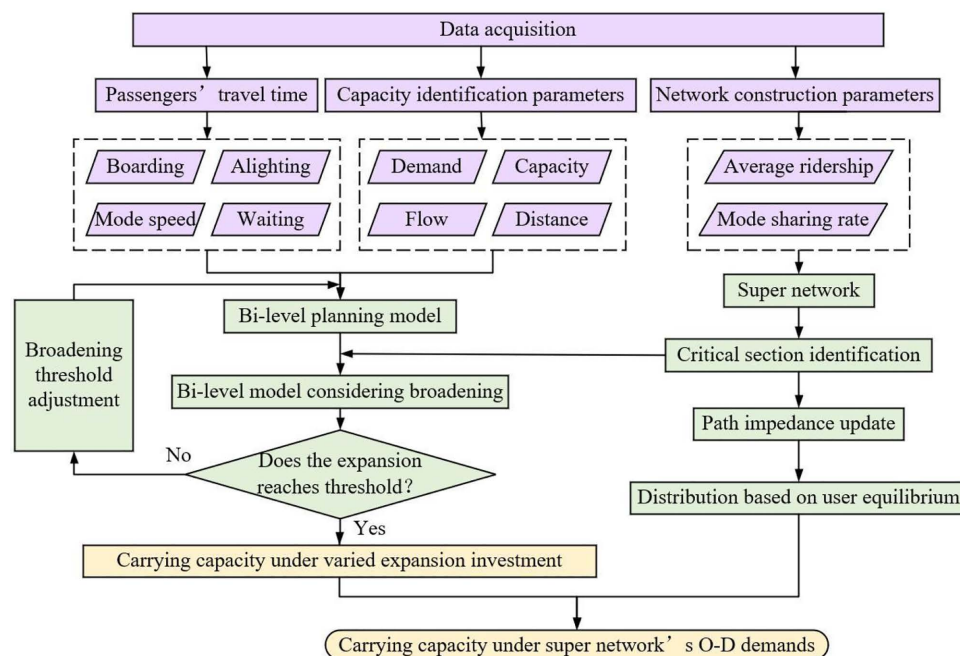 Data acquisition
Passengers’ travel time
Capacity identification parameters
Network construction parameters
Boarding
Alighting
Demand
Capacity
Average ridership
Mode speed
Waiting
Flow
Distance
Mode sharing rate
Super network
Bi-level planning model
Broadening
threshold
adjustment
Critical section identification
Bi-level model considering broadening
Path impedance update
No
Does the expansion
reaches threshold?
Distribution based on user equilibrium
Yes
Carrying capacity under varied expansion investment
Carrying capacity under super network’s O-D demands